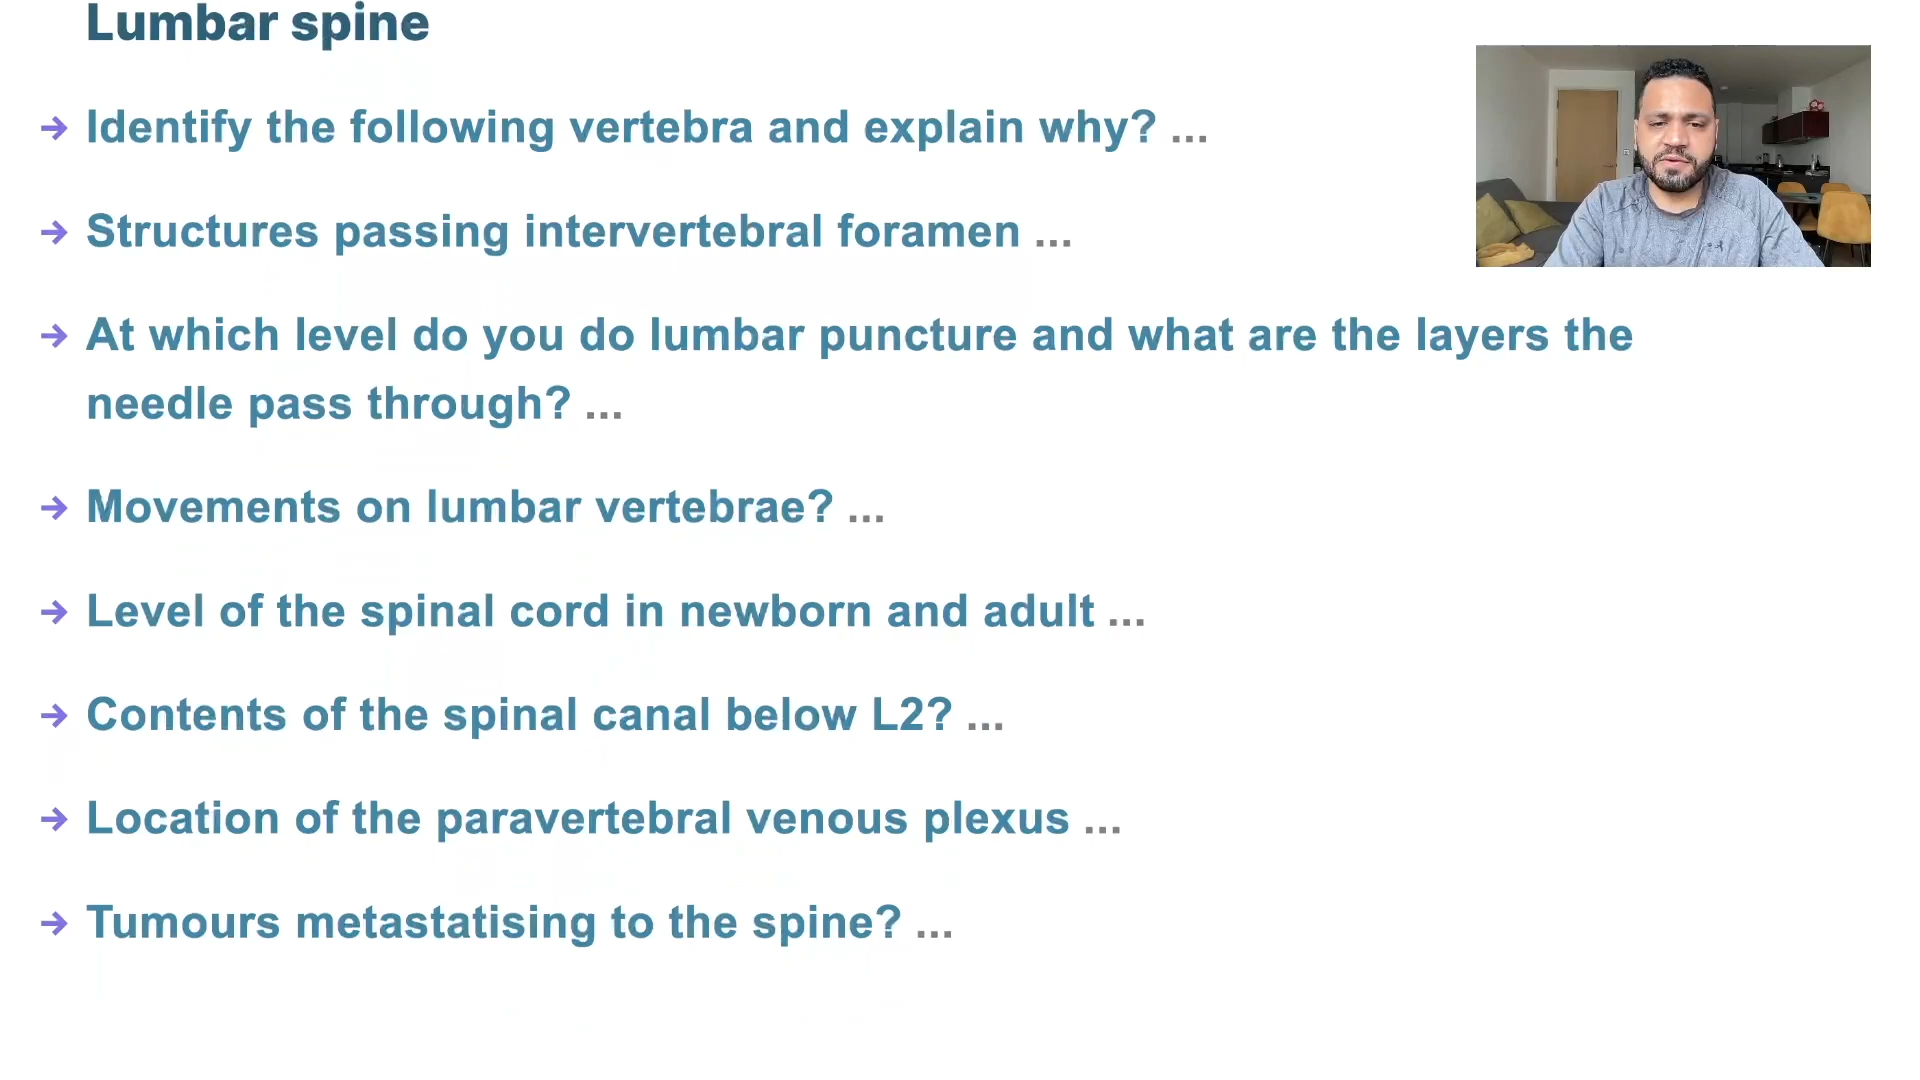 Lumbar spine
→ Identify the following vertebra and explain why? ...
→ Structures passing intervertebral foramen ...
→ At which level do you do lumbar puncture and what are the layers the
needle pass through? ...
→ Movements on lumbar vertebrae? ...
→ Level of the spinal cord in newborn and adult ...
→ Contents of the spinal canal below L2? ...
→ Location of the paravertebral venous plexus ...
→ Tumours metastatising to the spine? ...